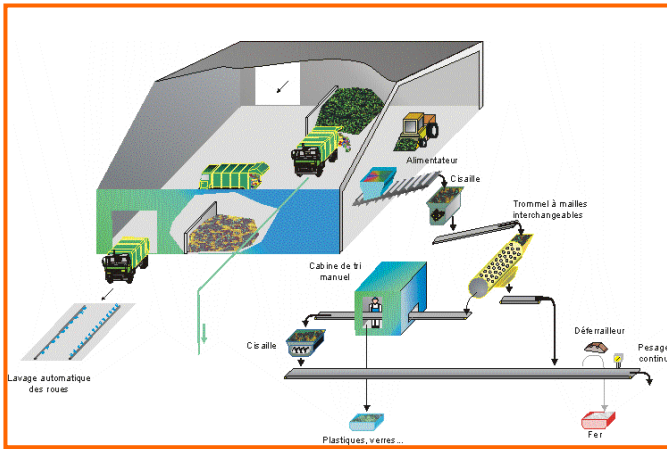 Alimentateur
Cisaille
Trommel à mailles
interchangeables
Cabine de tri
manuel
Déferrailleur
Cisaille
Pesage
continu
Lavage automatique
des roues
Plastiques, verres...
Fer